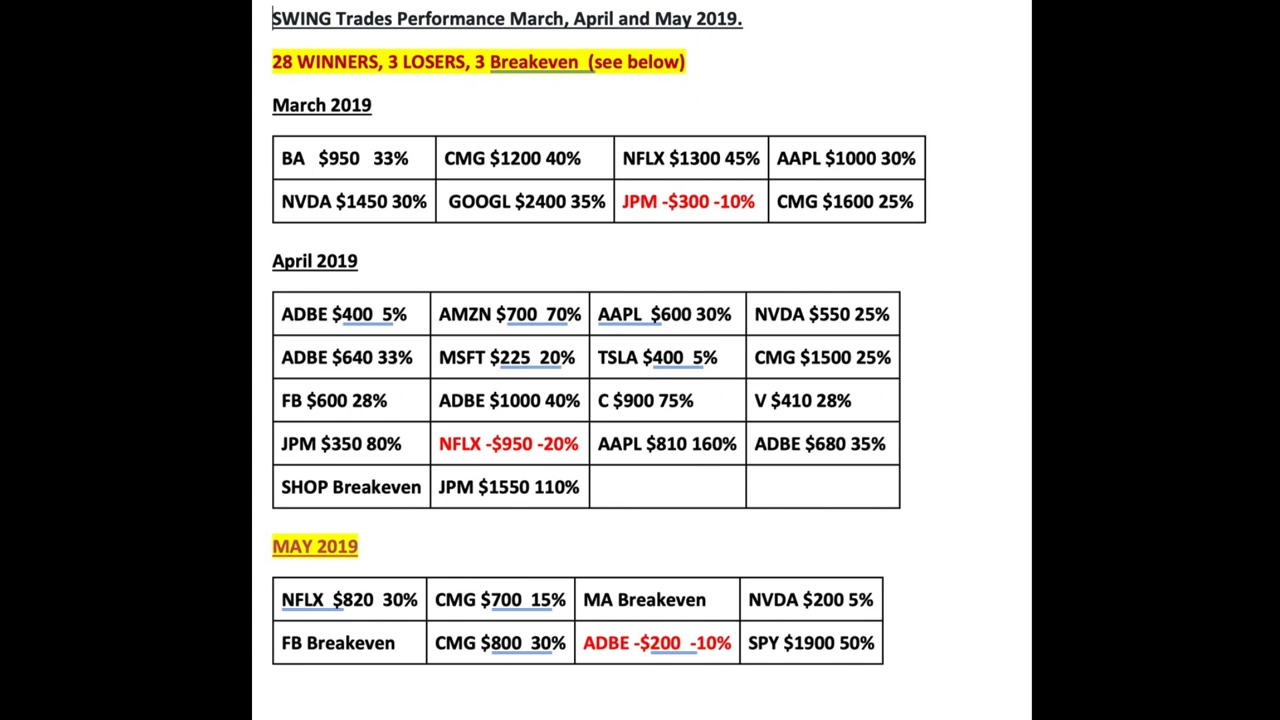 SWING Trades Performance March, April and May 2019.
28 WINNERS, 3 LOSERS, 3 Breakeven (see below)
March 2019
BA $950 33% CMG $1200 40% NFLX $1300 45% AAPL $1000 30%
NVDA $1450 30% GOOGL $2400 35% JPM -$300 -10% CMG $1600 25%
April 2019
ADBE $400 5% AMZN $700 70% AAPL $600 30% NVDA $550 25%
ADBE $640 33% MSFT $225 20% TSLA $400 5% CMG $1500 25%
FB $600 28% ADBE $1000 40% C $900 75% V $410 28%
JPM $350 80% NFLX -$950 -20% AAPL $810 160% ADBE $680 35%
SHOP Breakeven JPM $1550 110%
MAY 2019
NFLX $820 30% CMG $700 15% MA Breakeven NVDA $200 5%
FB Breakeven CMG $800 30% ADBE -$200 -10% SPY $1900 50%